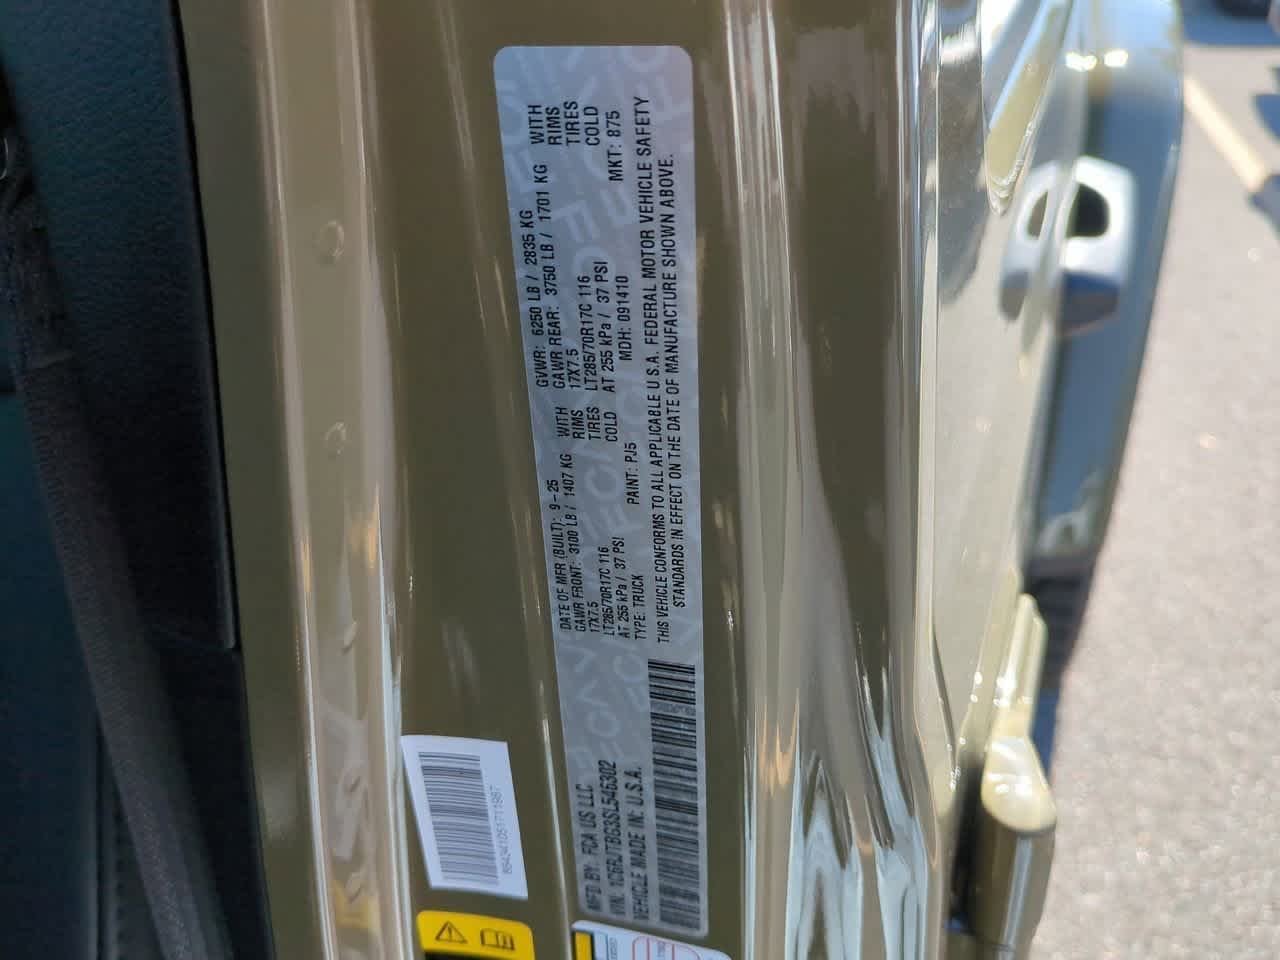 MFD BY: FCA US LLC
DATE OF MFR (BUILT): 9-25
GVWR: 6250 LB / 2835 KG
GAWR FRONT: 3100 LB / 1407 KG WITH
GAWR REAR: 3750 LB / 1701 KG WITH
17X7.5 RIMS
17X7.5 RIMS
LT285/70R17C 116 TIRES
LT285/70R17C 116 TIRES
AT 255 kPa / 37 PSI COLD
AT 255 kPa / 37 PSI COLD
TYPE: TRUCK
PAINT: PJ5
MDH: 091410
MKT: 875
THIS VEHICLE CONFORMS TO ALL APPLICABLE U.S.A. FEDERAL MOTOR VEHICLE SAFETY
STANDARDS IN EFFECT ON THE DATE OF MANUFACTURE SHOWN ABOVE.
VIN: 1C6RJTBG3SL546302
VEHICLE MADE IN: U.S.A.